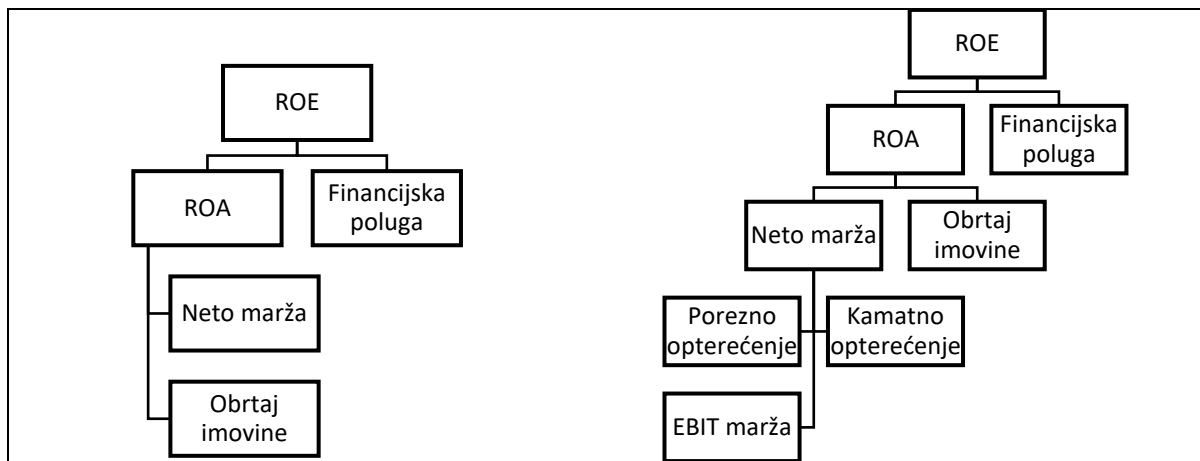 ROE
ROA
Financijska
poluga
Neto marža
Obrtaj
imovine
ROE
ROA
Financijska
poluga
Neto marža
Obrtaj
imovine
Porezno
opterećenje
Kamatno
opterećenje
EBIT marža